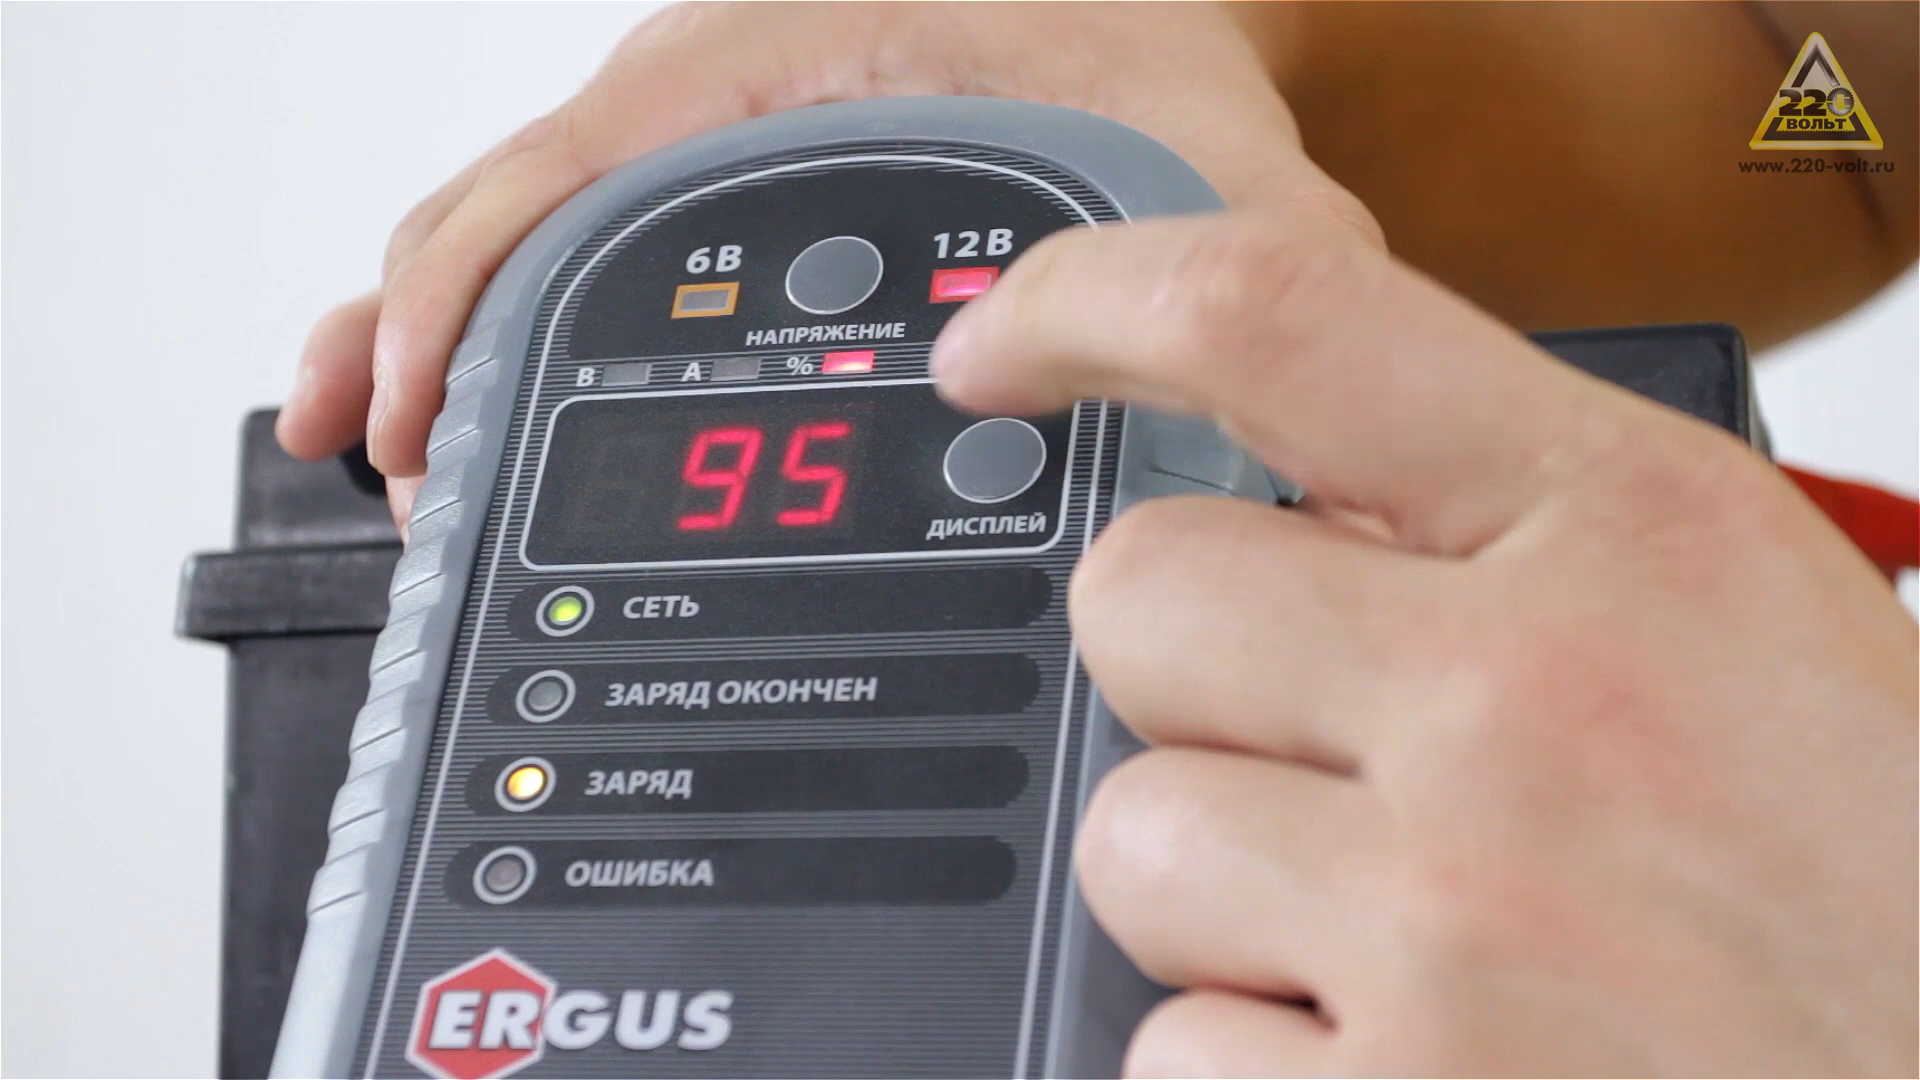 220
ВОЛЬТ
www.220-volt.ru
6В
12В
НАПРЯЖЕНИЕ
В А %
95
ДИСПЛЕЙ
СЕТЬ
ЗАРЯД ОКОНЧЕН
ЗАРЯД
ОШИБКА
ERGUS